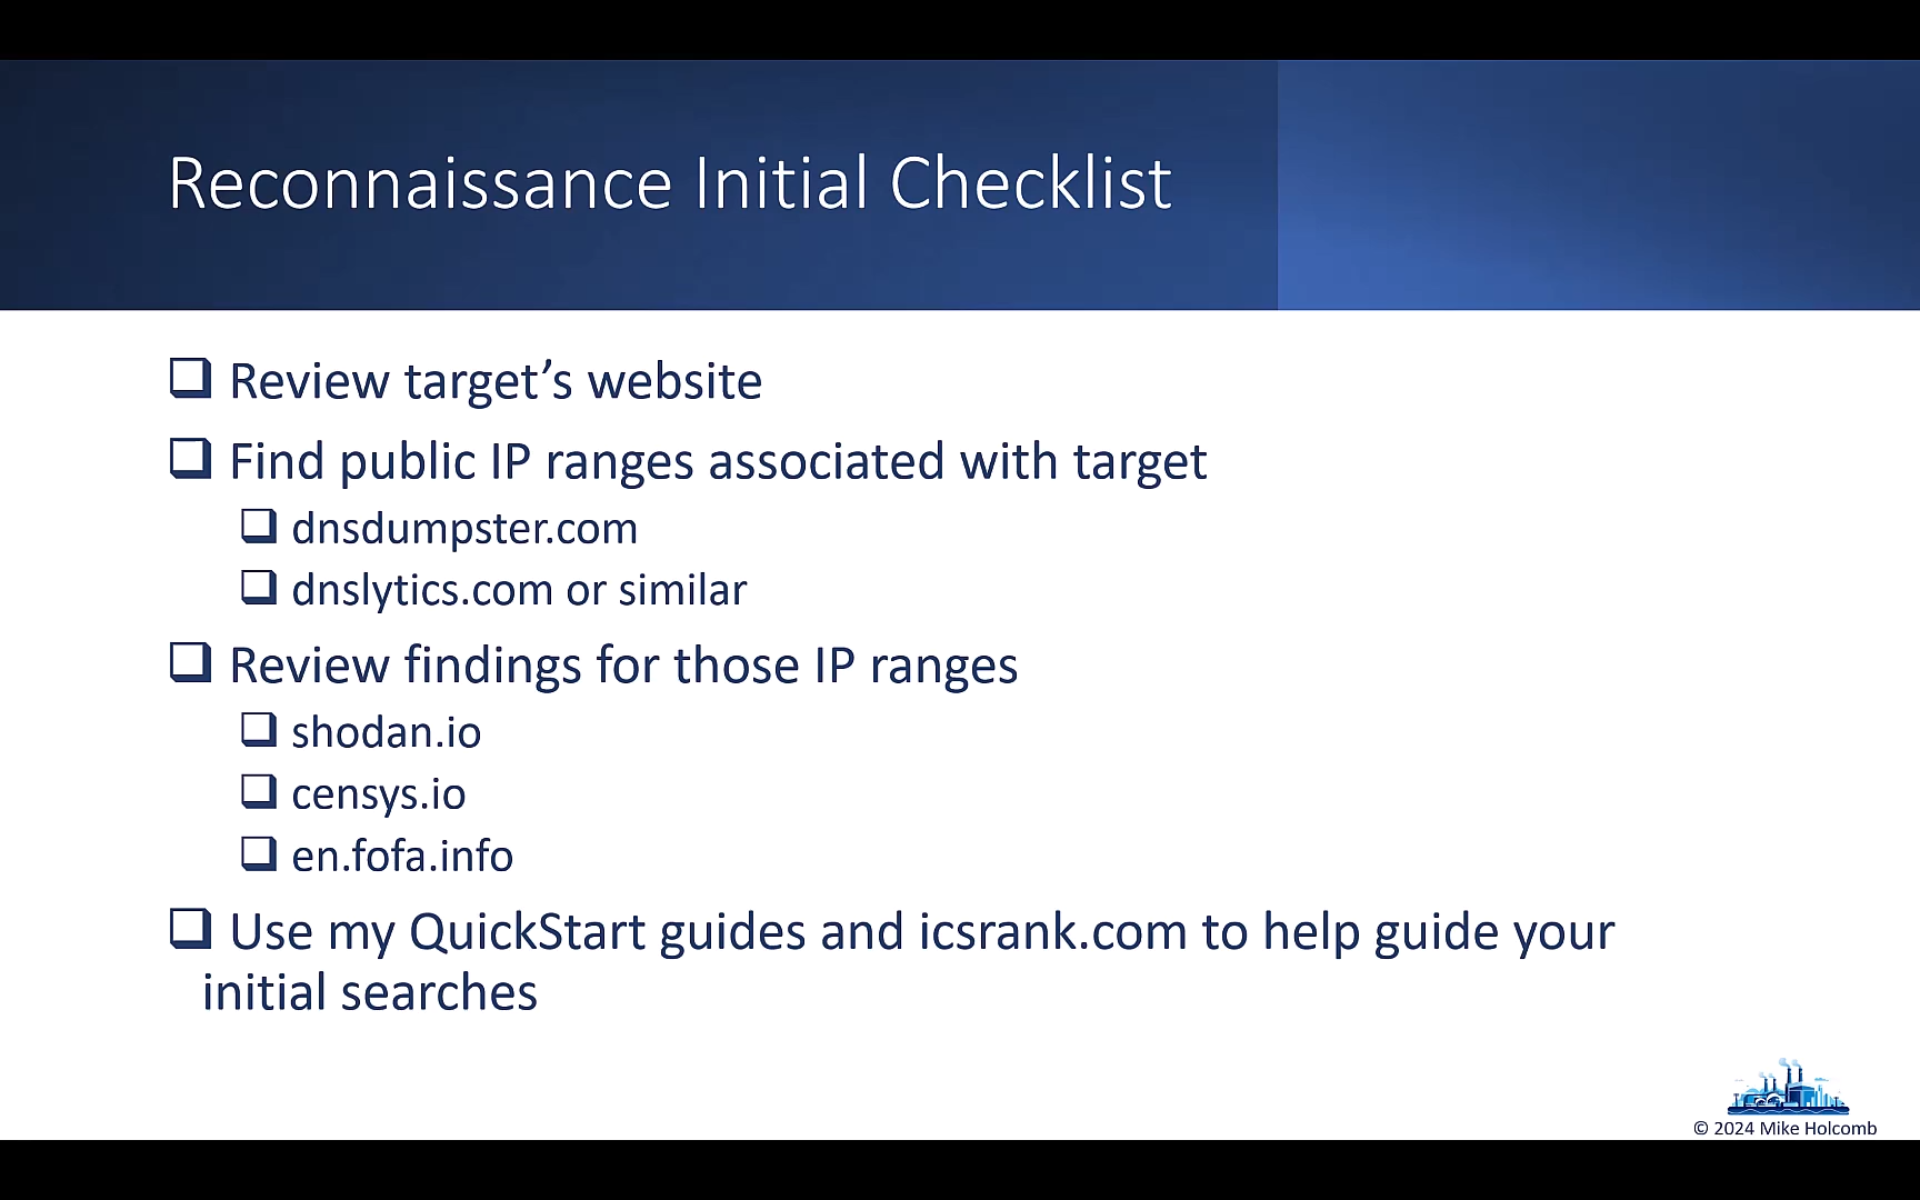 Reconnaissance Initial Checklist
Review target’s website
Find public IP ranges associated with target
dnsdumpster.com
dnslytics.com or similar
Review findings for those IP ranges
shodan.io
censys.io
en.fofa.info
Use my QuickStart guides and icsrank.com to help guide your
initial searches
© 2024 Mike Holcomb